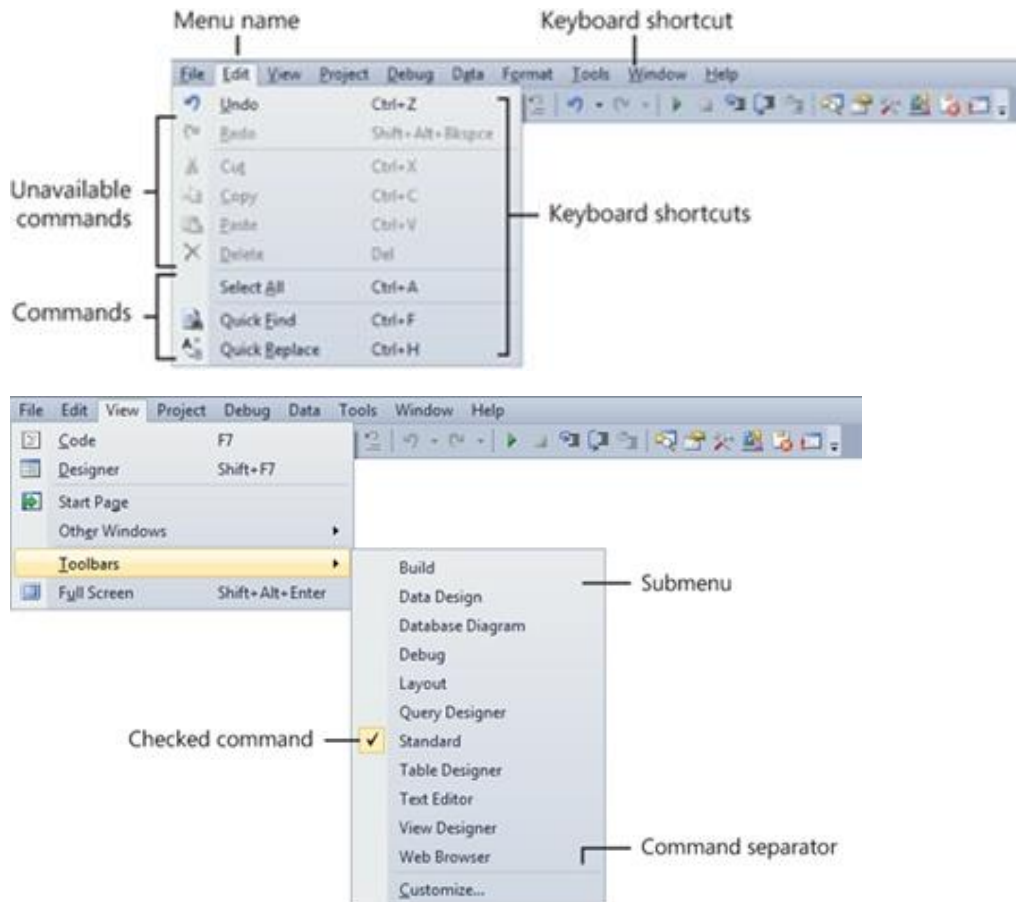 Menu name Keyboard shortcut
File Edit View Project Debug Data Format Tools Window Help
Undo Ctrl+Z
Redo Shift+Alt+Bkspce
Cut Ctrl+X
Unavailable commands
Copy Ctrl+C
Keyboard shortcuts
Paste Ctrl+V
Delete Del
Select All Ctrl+A
Commands
Quick Find Ctrl+F
Quick Replace Ctrl+H
File Edit View Project Debug Data Tools Window Help
Code F7
Designer Shift+F7
Start Page
Other Windows
Toolbars
Full Screen Shift+Alt+Enter
Build
Submenu
Data Design
Database Diagram
Debug
Layout
Query Designer
Checked command
Standard
Table Designer
Text Editor
View Designer
Web Browser
Command separator
Customize...